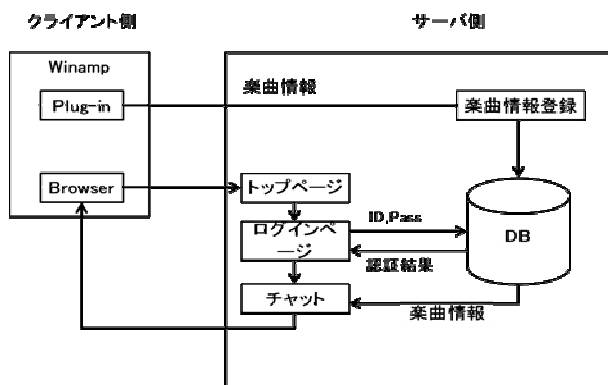 クライアント側
サーバ側
Winamp
Plug-in
楽曲情報
楽曲情報登録
Browser
トップページ
ID,Pass
ログインペ
ージ
DB
認証結果
チャット
楽曲情報